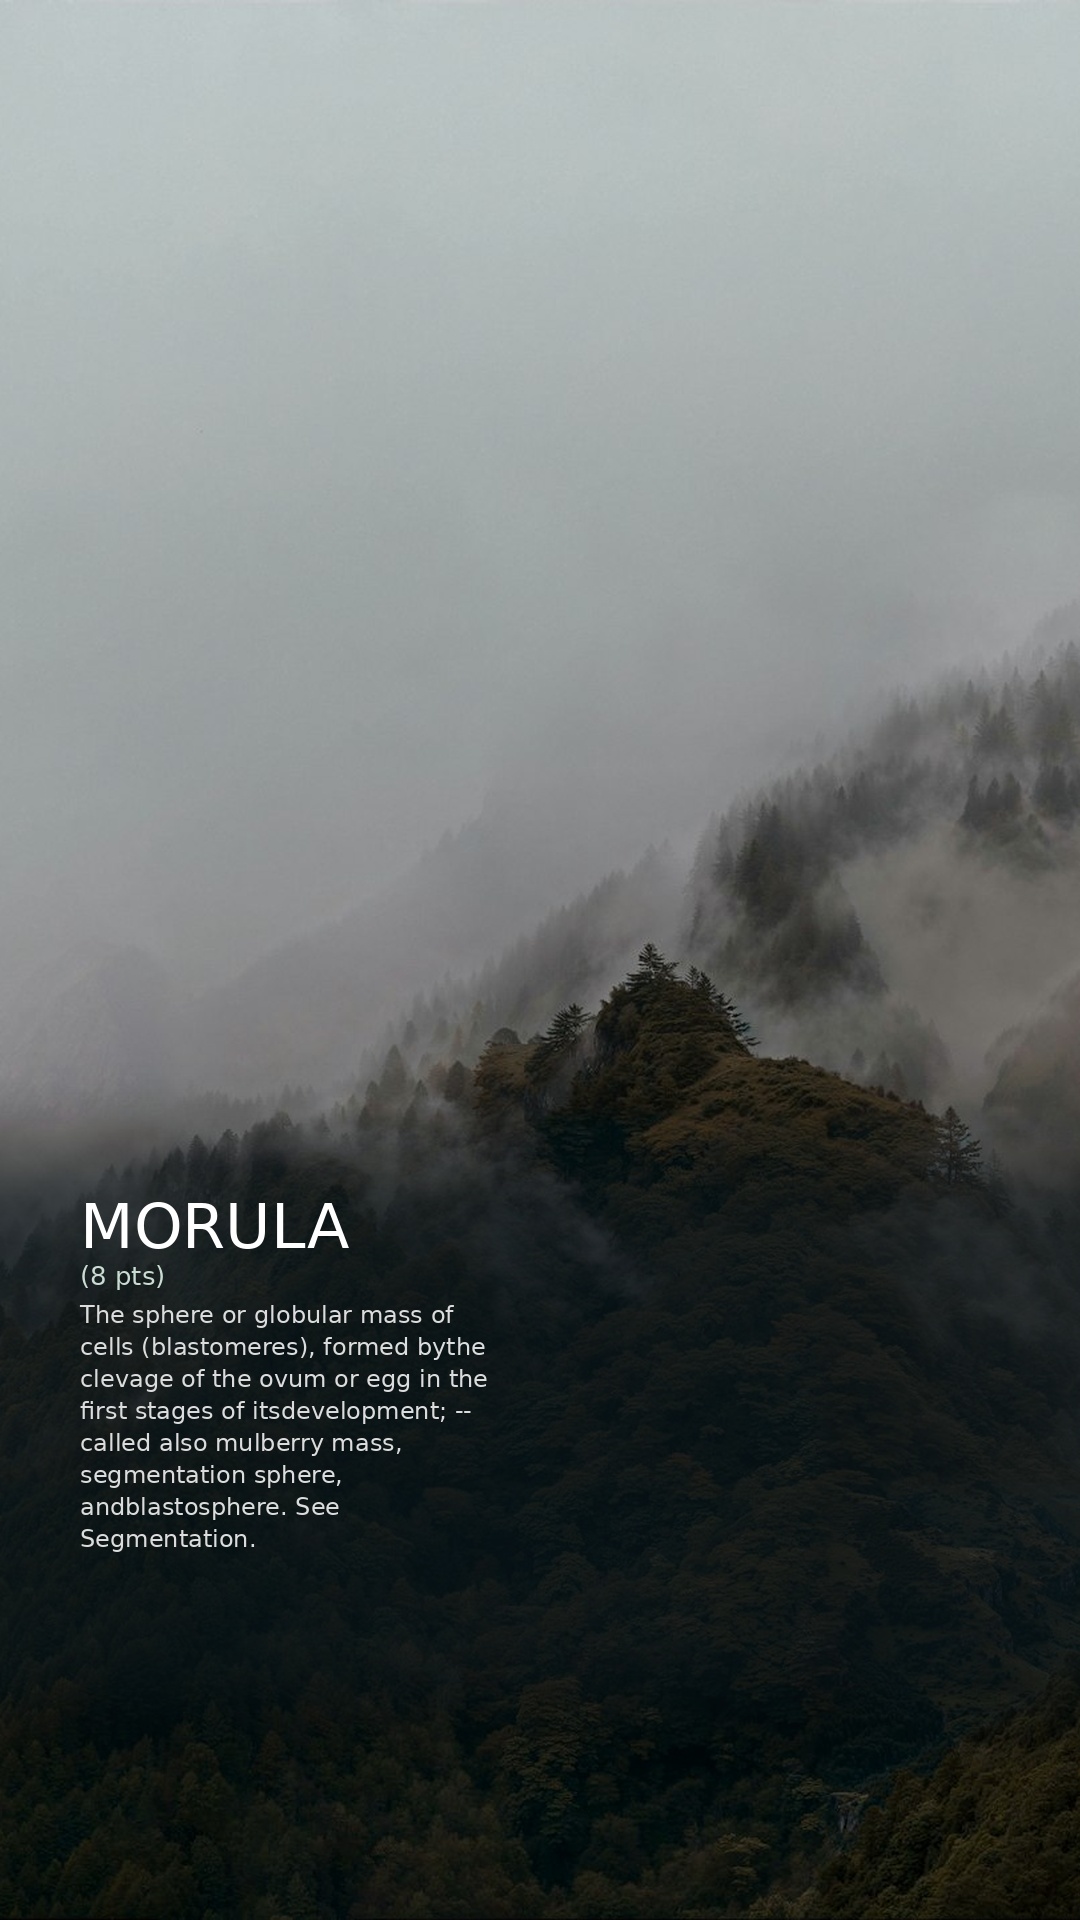 MORULA
(8 pts)
The sphere or globular mass of
cells (blastomeres), formed bythe
clevage of the ovum or egg in the
first stages of itsdevelopment; --
called also mulberry mass,
segmentation sphere,
andblastosphere. See
Segmentation.